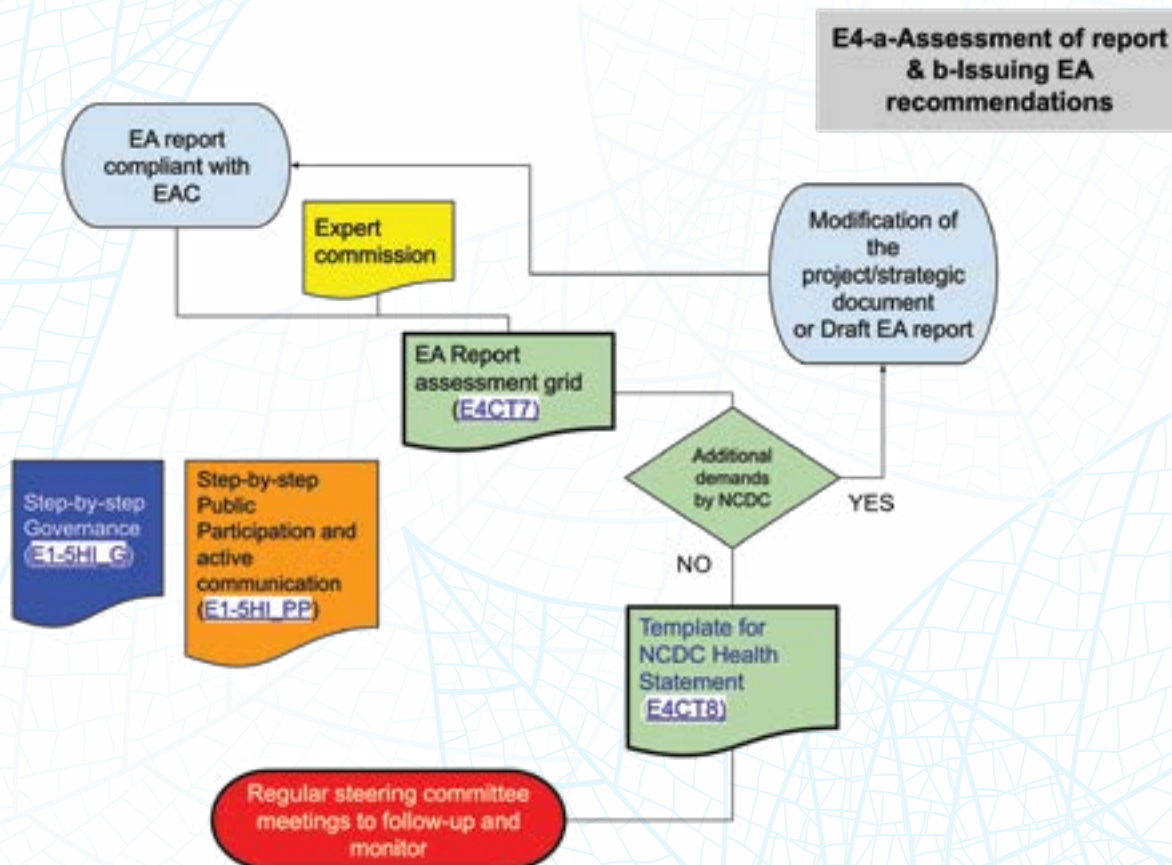 E4-a-Assessment of report
& b-Issuing EA
recommendations
EA report
compliant with
EAC
Expert
commission
Modification of
the
project/strategic
document
or Draft EA report
EA Report
assessment grid
(E4CT7)
Additional
demands
by NCDC
YES
NO
Step-by-step
Governance
(E1-5HI_G)
Step-by-step
Public
Participation and
active
communication
(E1-5HI_PP)
Template for
NCDC Health
Statement
(E4CT8)
Regular steering committee
meetings to follow-up and
monitor